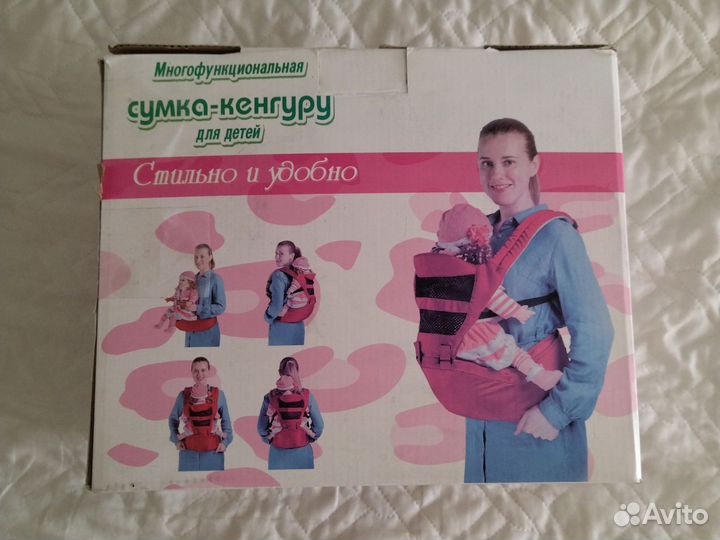 Многофункциональная
сумка-кенгуру
для детей
Стильно и удобно
Avito